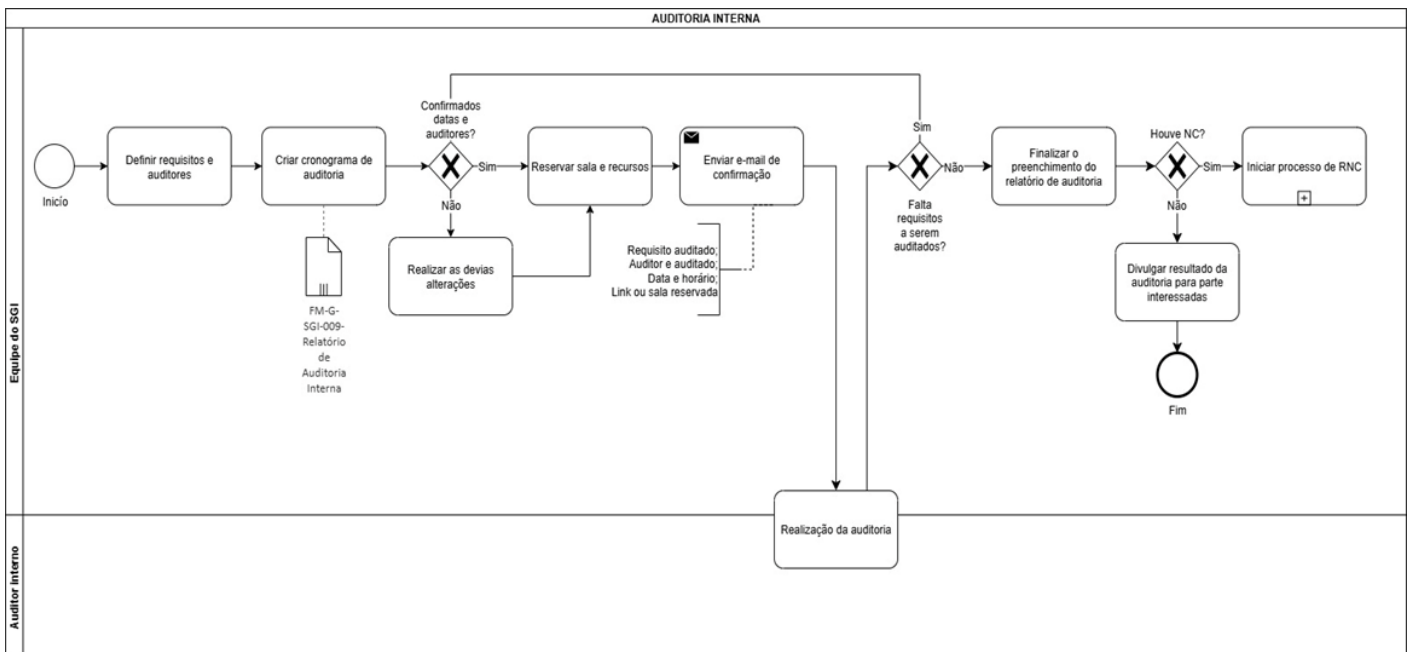 AUDITORIA INTERNA
Equipe do SGI
Inicío
Definir requisitos e
auditores
Criar cronograma de
auditoria
FM-G-
SGI-009-
Relatório
de
Auditoria
Interna
Confirmados
datas e
auditores?
Sim
Não
Realizar as devias
alterações
Reservar sala e recursos
Enviar e-mail de
confirmação
Requisito auditado;
Auditor e auditado;
Data e horário;
Link ou sala reservada
Sim
Não
Falta
requisitos
a serem
auditados?
Finalizar o
preenchimento do
relatório de auditoria
Houve NC?
Sim
Não
Iniciar processo de RNC
Divulgar resultado da
auditoria para parte
interessadas
Fim
Realização da auditoria
Auditor interno